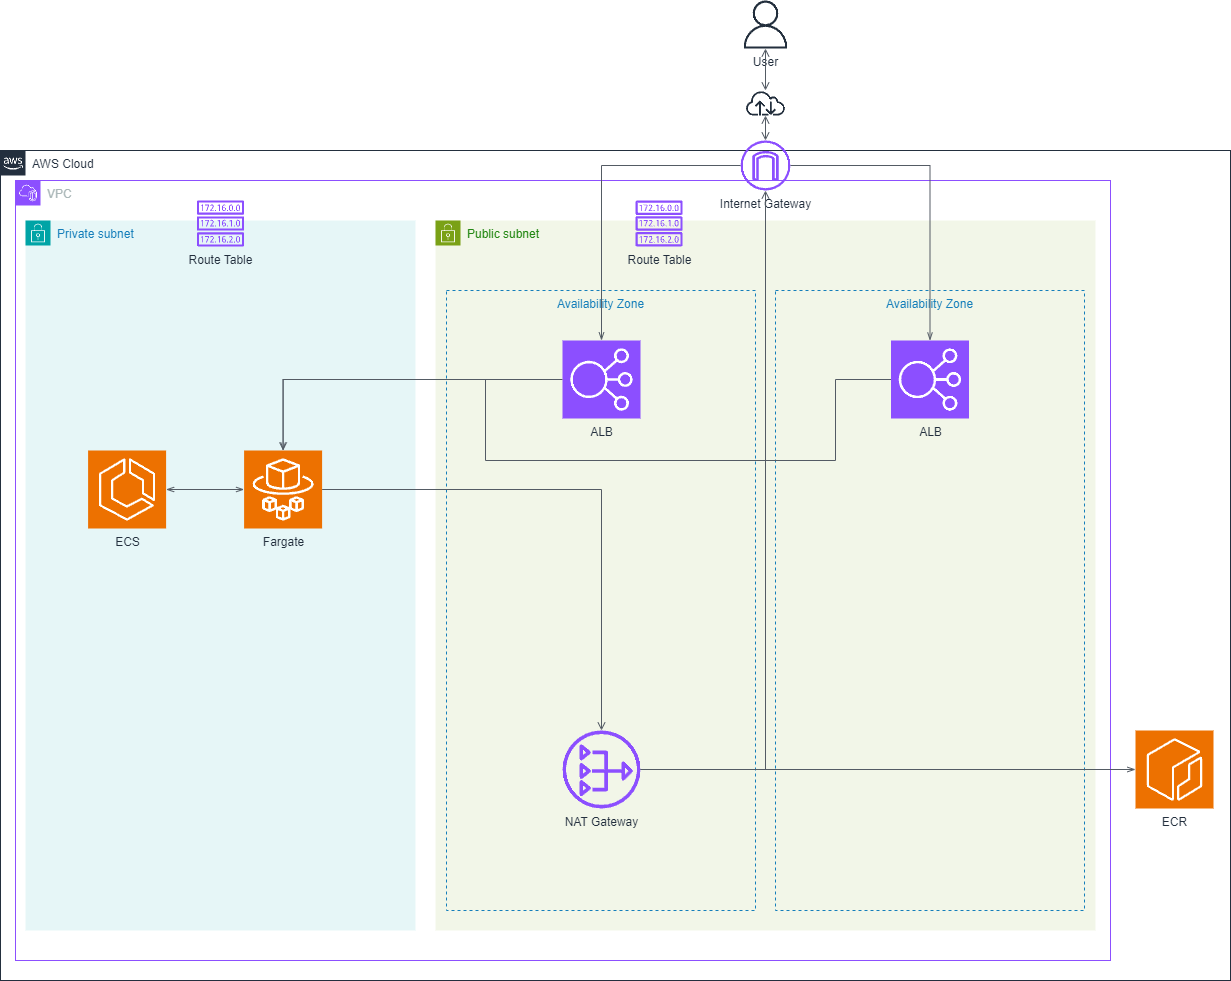 User
aws
AWS Cloud
VPC
Internet Gateway
172.16.0.0
172.16.1.0
172.16.2.0
Route Table
Private subnet
172.16.0.0
172.16.1.0
172.16.2.0
Route Table
Public subnet
Availability Zone
Availability Zone
ALB
ALB
ECS
Fargate
NAT Gateway
ECR